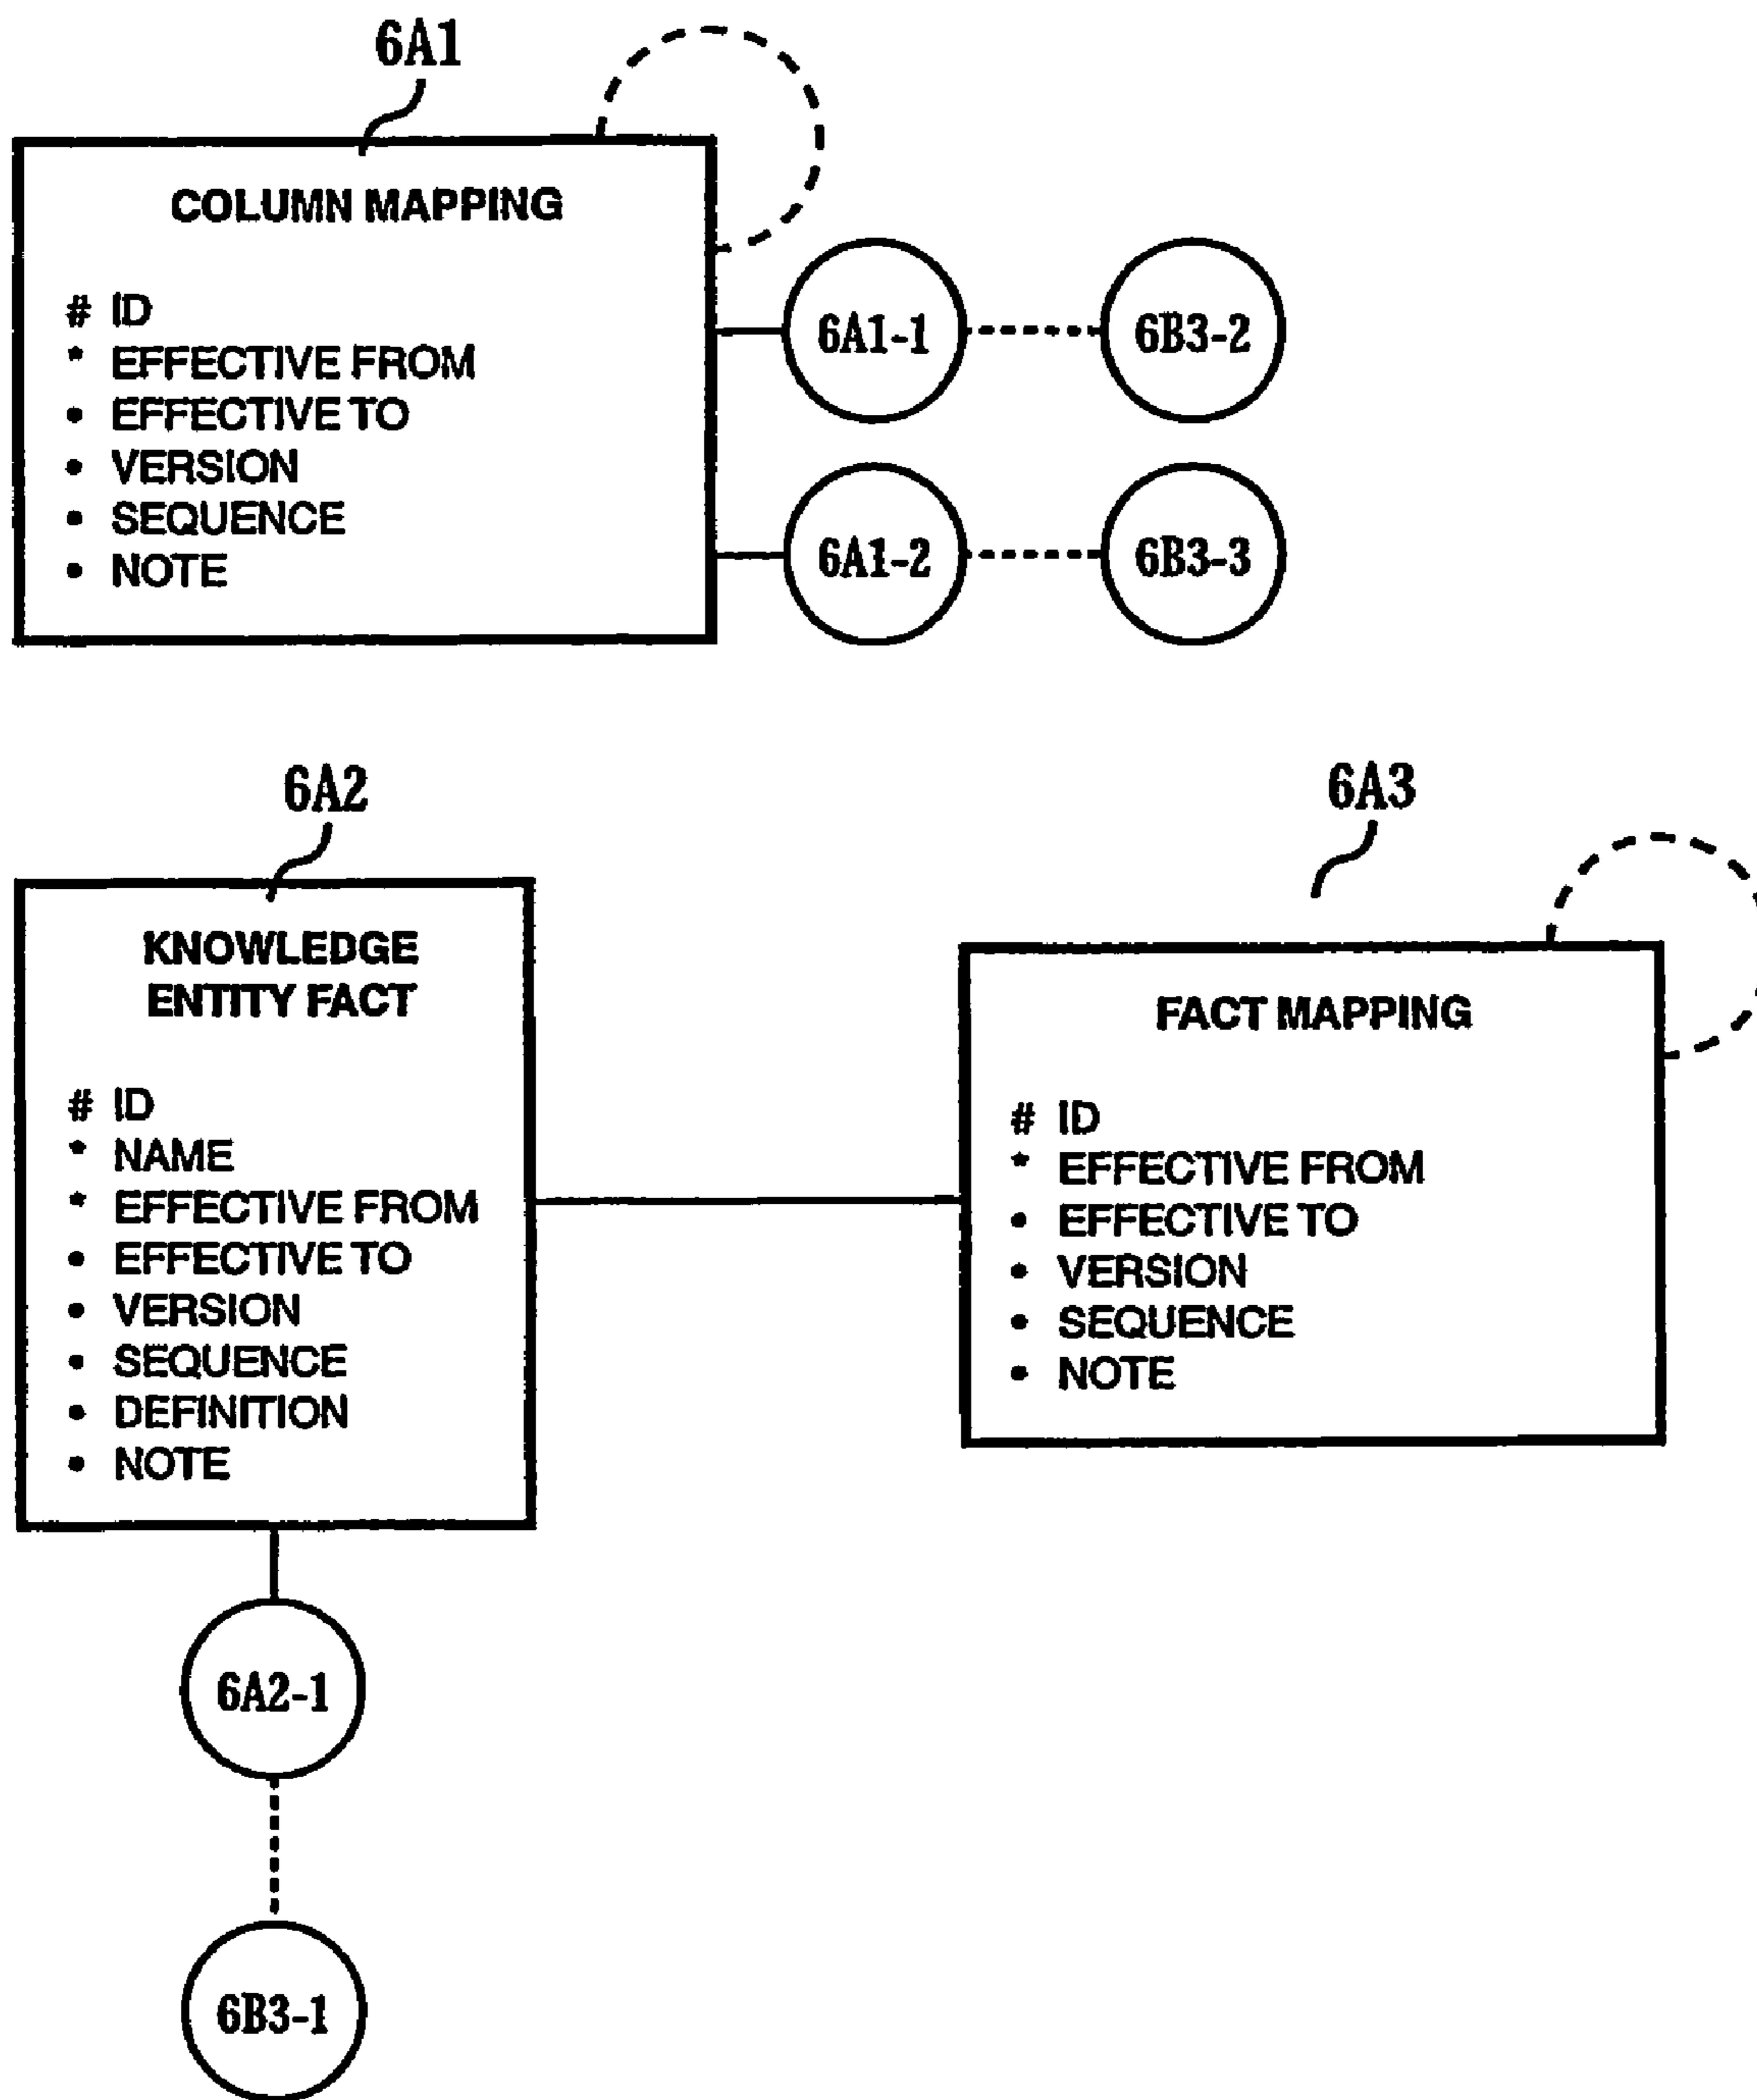 6A1
COLUMN MAPPING
# ID
* EFFECTIVE FROM
• EFFECTIVE TO
• VERSION
• SEQUENCE
• NOTE
6A1-1
6B3-2
6A1-2
6B3-3
6A2
KNOWLEDGE
ENTITY FACT
# ID
* NAME
* EFFECTIVE FROM
• EFFECTIVE TO
• VERSION
• SEQUENCE
• DEFINITION
• NOTE
6A3
FACT MAPPING
# ID
* EFFECTIVE FROM
• EFFECTIVE TO
• VERSION
• SEQUENCE
• NOTE
6A2-1
6B3-1